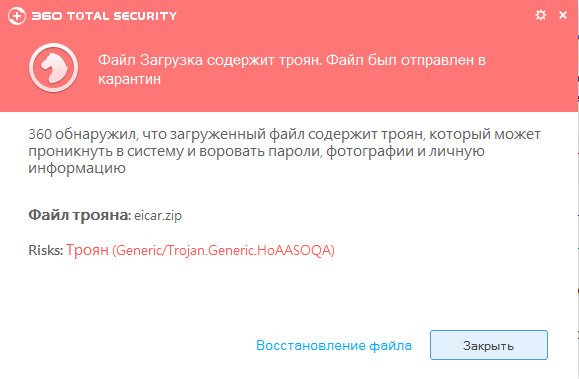 360 TOTAL SECURITY
Файл Загрузка содержит троян. Файл был отправлен в
карантин
360 обнаружил, что загруженный файл содержит троян, который может
проникнуть в систему и воровать пароли, фотографии и личную
информацию
Файл трояна: eicar.zip
Risks: Троян (Generic/Trojan.Generic.HoAASOQA)
Восстановление файла
Закрыть